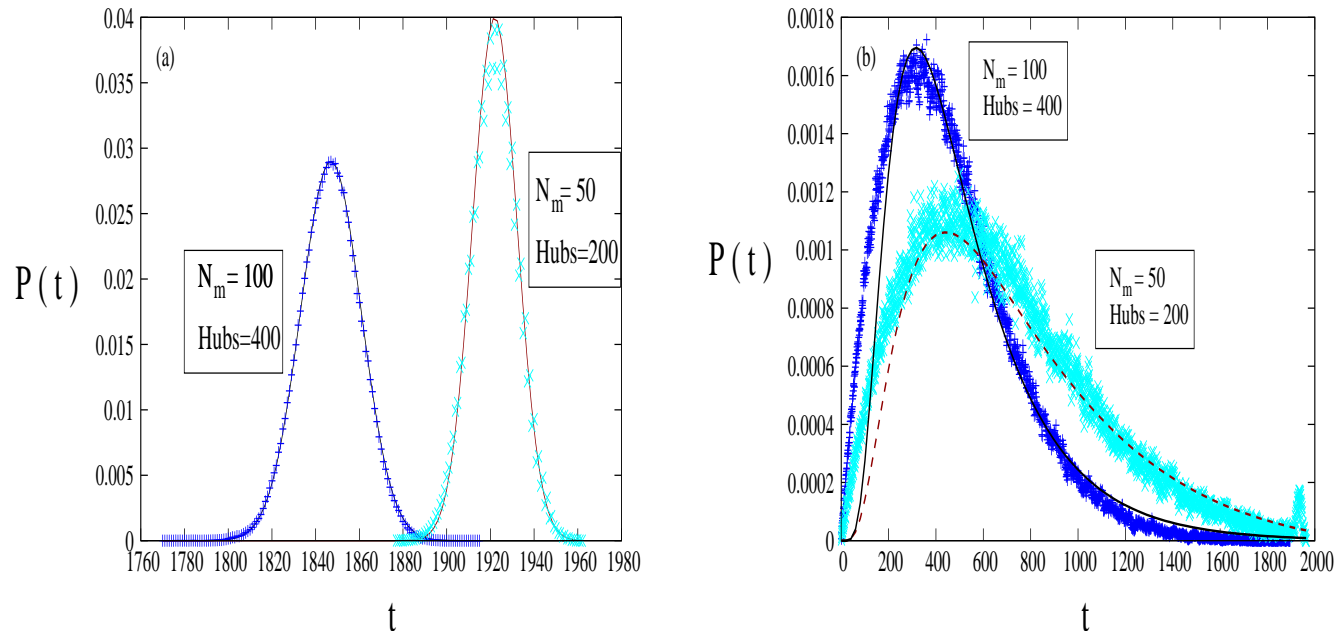 (a)
0.04
0.035
0.03
0.025
0.02
0.015
0.01
0.005
0
P(t)
N_m = 100
Hubs=400
N_m = 50
Hubs=200
1760 1780 1800 1820 1840 1860 1880 1900 1920 1940 1960 1980
t
(b)
0.0018
0.0016
0.0014
0.0012
0.001
0.0008
0.0006
0.0004
0.0002
0
P(t)
N_m = 100
Hubs = 400
N_m = 50
Hubs = 200
0 200 400 600 800 1000 1200 1400 1600 1800 2000
t